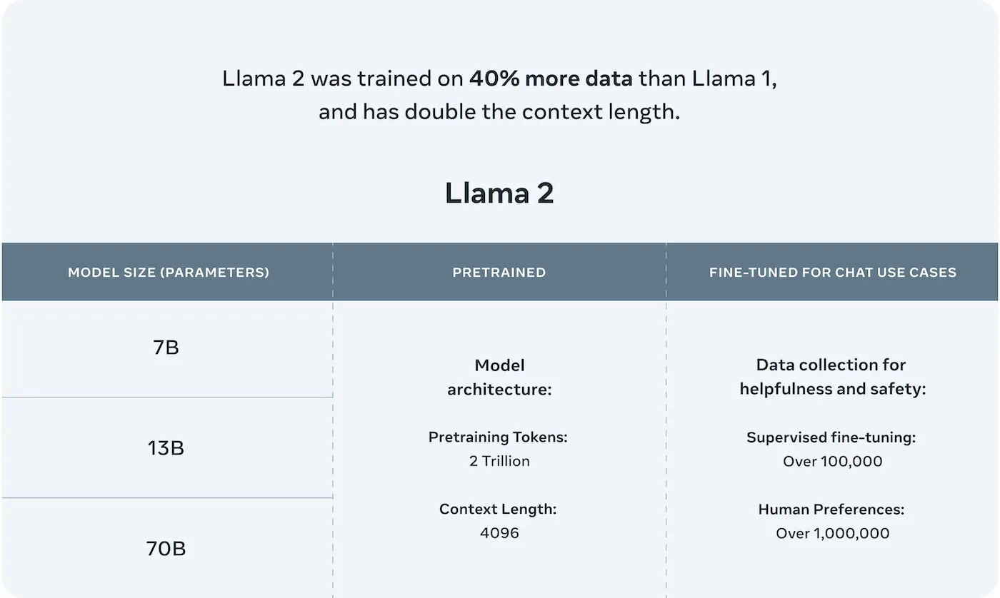 Llama 2 was trained on 40% more data than Llama 1,
and has double the context length.
Llama 2
MODEL SIZE (PARAMETERS)
PRETRAINED
FINE-TUNED FOR CHAT USE CASES
7B
13B
70B
Model
architecture:
Pretraining Tokens:
2 Trillion
Context Length:
4096
Data collection for
helpfulness and safety:
Supervised fine-tuning:
Over 100,000
Human Preferences:
Over 1,000,000